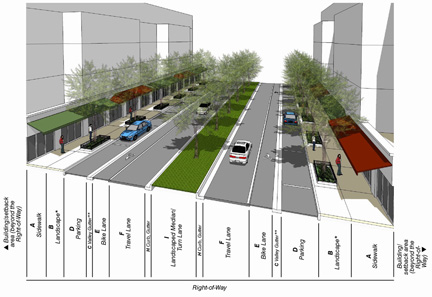 ▲ Building/setback
area (beyond the
Right-of-Way)
A
Sidewalk
B
Landscape*
D
Parking
C Valley Gutter**
E
Bike Lane
F
Travel Lane
H Curb, Gutter
I
Landscaped Median/
Turn Lane
H Curb, Gutter
F
Travel Lane
E
Bike Lane
C Valley Gutter**
D
Parking
B
Landscape*
A
Sidewalk
Building/
setback area
(beyond the
Right-of-
Way) ▼
Right-of-Way